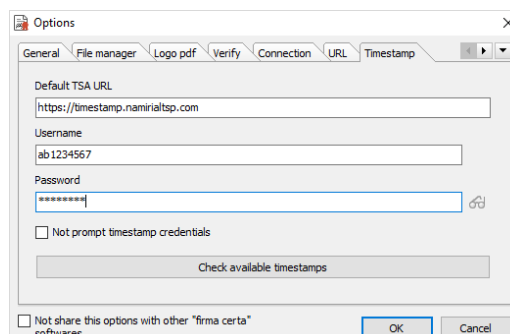 Options
General File manager Logo pdf Verify Connection URL Timestamp
Default TSA URL
https://timestamp.namirialtsp.com
Username
ab1234567
Password
********
Not prompt timestamp credentials
Check available timestamps
Not share this options with other "firma certa"
softwares
OK Cancel